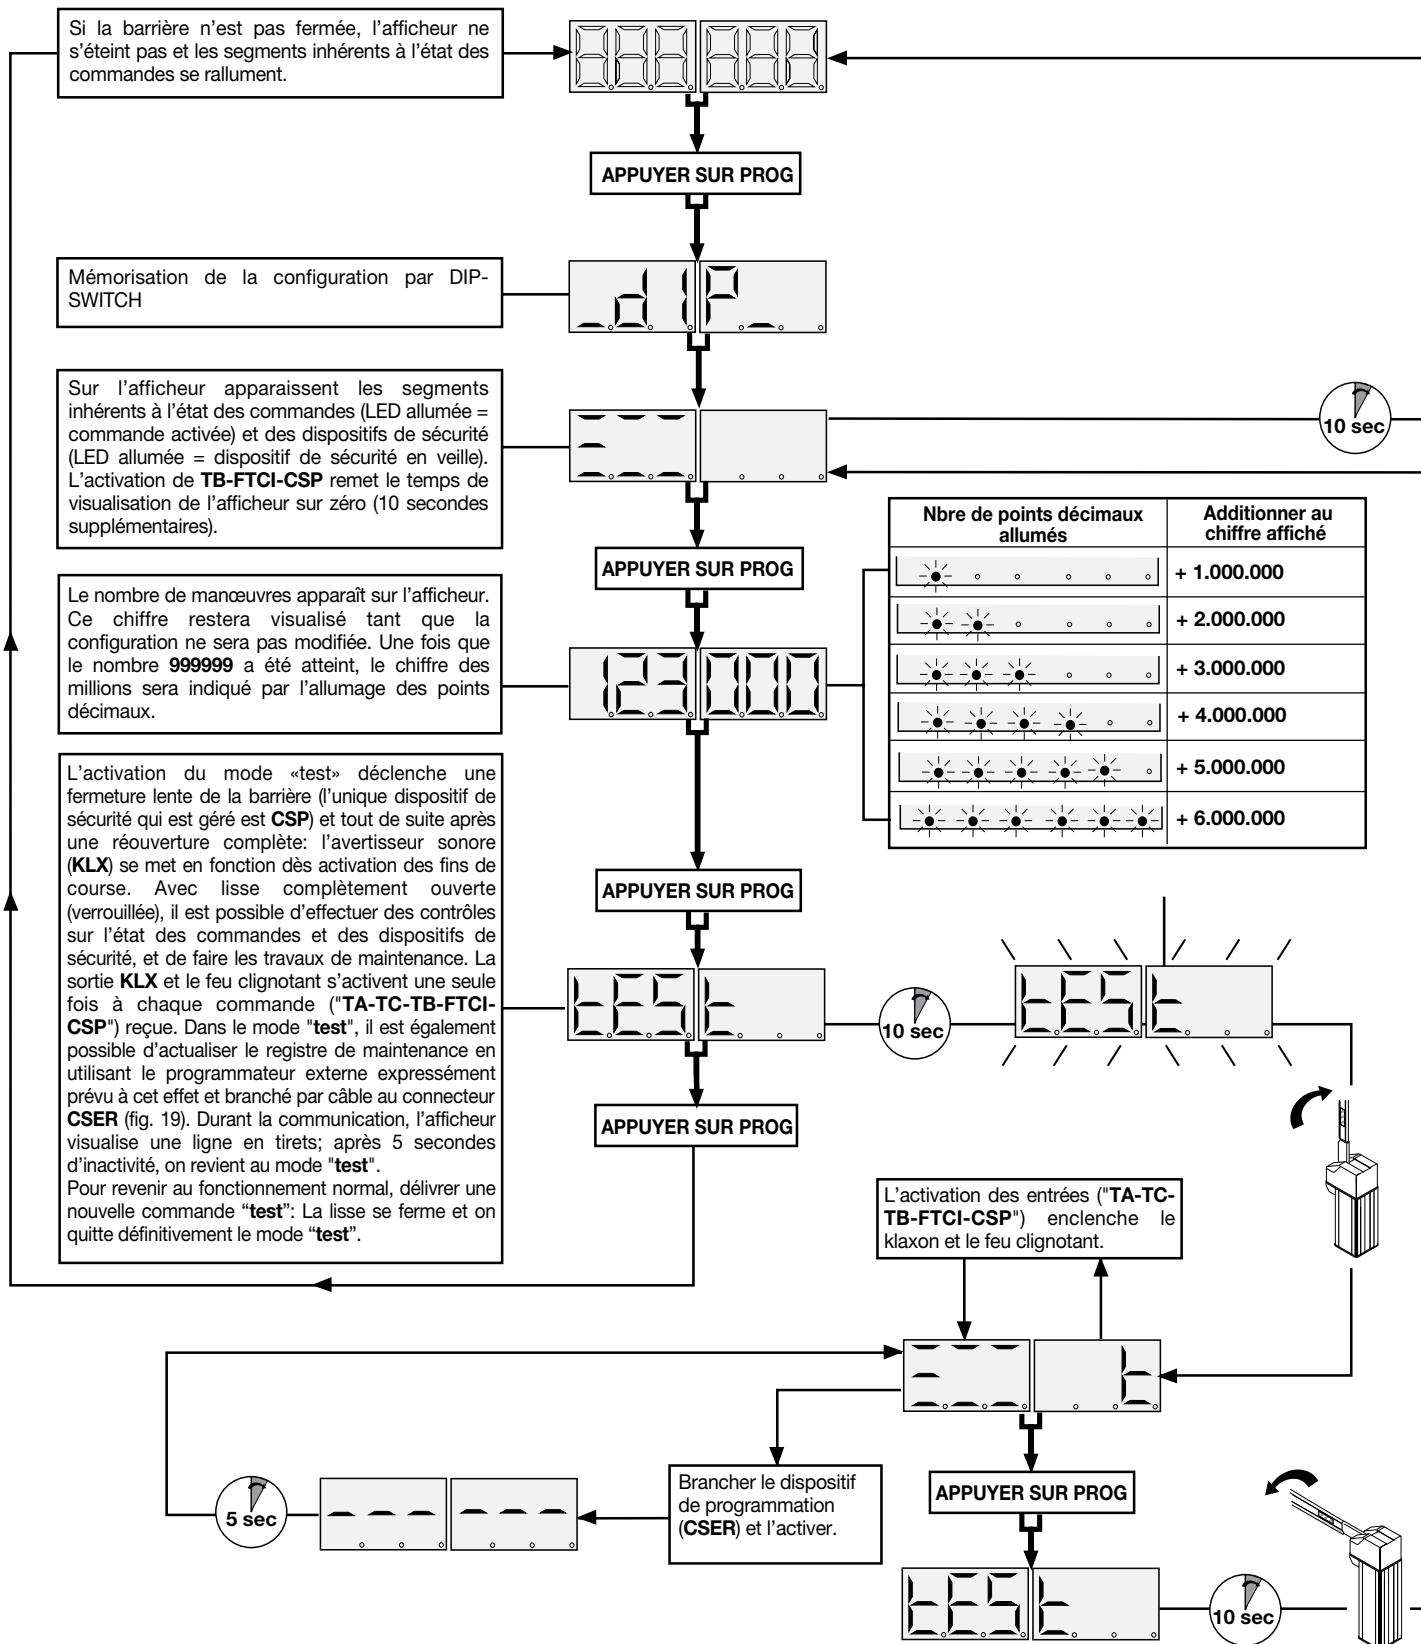 Si la barrière n'est pas fermée, l'afficheur ne
s'éteint pas et les segments inhérents à l'état des
commandes se rallument.
APPUYER SUR PROG
Mémorisation de la configuration par DIP-
SWITCH
_dIP_
Sur l'afficheur apparaissent les segments
inhérents à l'état des commandes (LED allumée =
commande activée) et des dispositifs de sécurité
(LED allumée = dispositif de sécurité en veille).
L'activation de TB-FTCI-CSP remet le temps de
visualisation de l'afficheur sur zéro (10 secondes
supplémentaires).
10 sec
APPUYER SUR PROG
Nbre de points décimaux
allumés
Additionner au
chiffre affiché
+ 1.000.000
+ 2.000.000
+ 3.000.000
+ 4.000.000
+ 5.000.000
+ 6.000.000
Le nombre de manœuvres apparaît sur l'afficheur.
Ce chiffre restera visualisé tant que la
configuration ne sera pas modifiée. Une fois que
le nombre 999999 a été atteint, le chiffre des
millions sera indiqué par l'allumage des points
décimaux.
123000
APPUYER SUR PROG
L'activation du mode «test» déclenche une
fermeture lente de la barrière (l'unique dispositif de
sécurité qui est géré est CSP) et tout de suite après
une réouverture complète: l'avertisseur sonore
(KLX) se met en fonction dès activation des fins de
course. Avec lisse complètement ouverte
(verrouillée), il est possible d'effectuer des contrôles
sur l'état des commandes et des dispositifs de
sécurité, et de faire les travaux de maintenance. La
sortie KLX et le feu clignotant s'activent une seule
fois à chaque commande ("TA-TC-TB-FTCI-
CSP") reçue. Dans le mode "test", il est également
possible d'actualiser le registre de maintenance en
utilisant le programmateur externe expressément
prévu à cet effet et branché par câble au connecteur
CSER (fig. 19). Durant la communication, l'afficheur
visualise une ligne en tirets; après 5 secondes
d'inactivité, on revient au mode "test".
Pour revenir au fonctionnement normal, délivrer une
nouvelle commande “test”: La lisse se ferme et on
quitte définitivement le mode “test”.
tESt
10 sec
tESt
APPUYER SUR PROG
L'activation des entrées ("TA-TC-
TB-FTCI-CSP") enclenche le
klaxon et le feu clignotant.
t
5 sec
- - - - - -
Brancher le dispositif
de programmation
(CSER) et l'activer.
APPUYER SUR PROG
tESt
10 sec